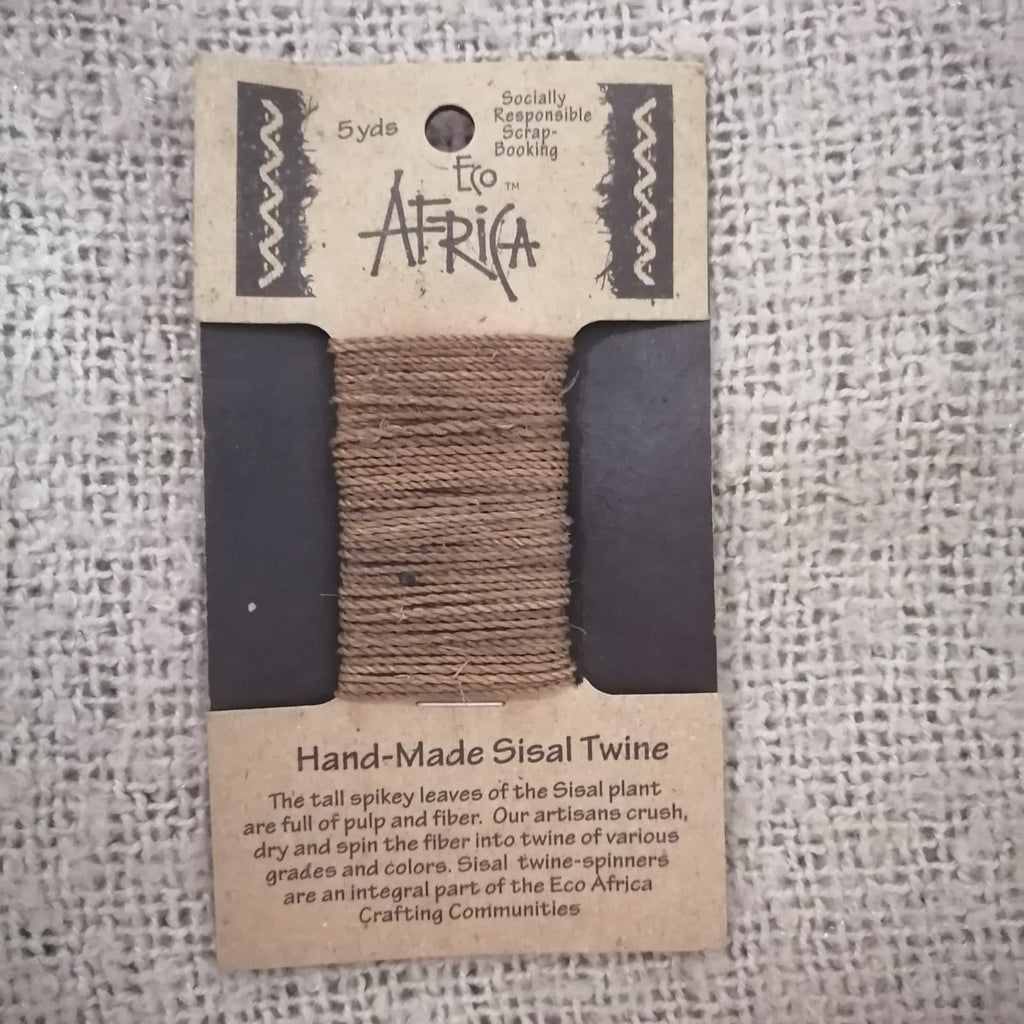 5yds
Socially
Responsible
Scrap-
Booking
Eco ™
AFRICA
Hand-Made Sisal Twine
The tall spikey leaves of the Sisal plant
are full of pulp and fiber. Our artisans crush,
dry and spin the fiber into twine of various
grades and colors. Sisal twine-spinners
are an integral part of the Eco Africa
Crafting Communities